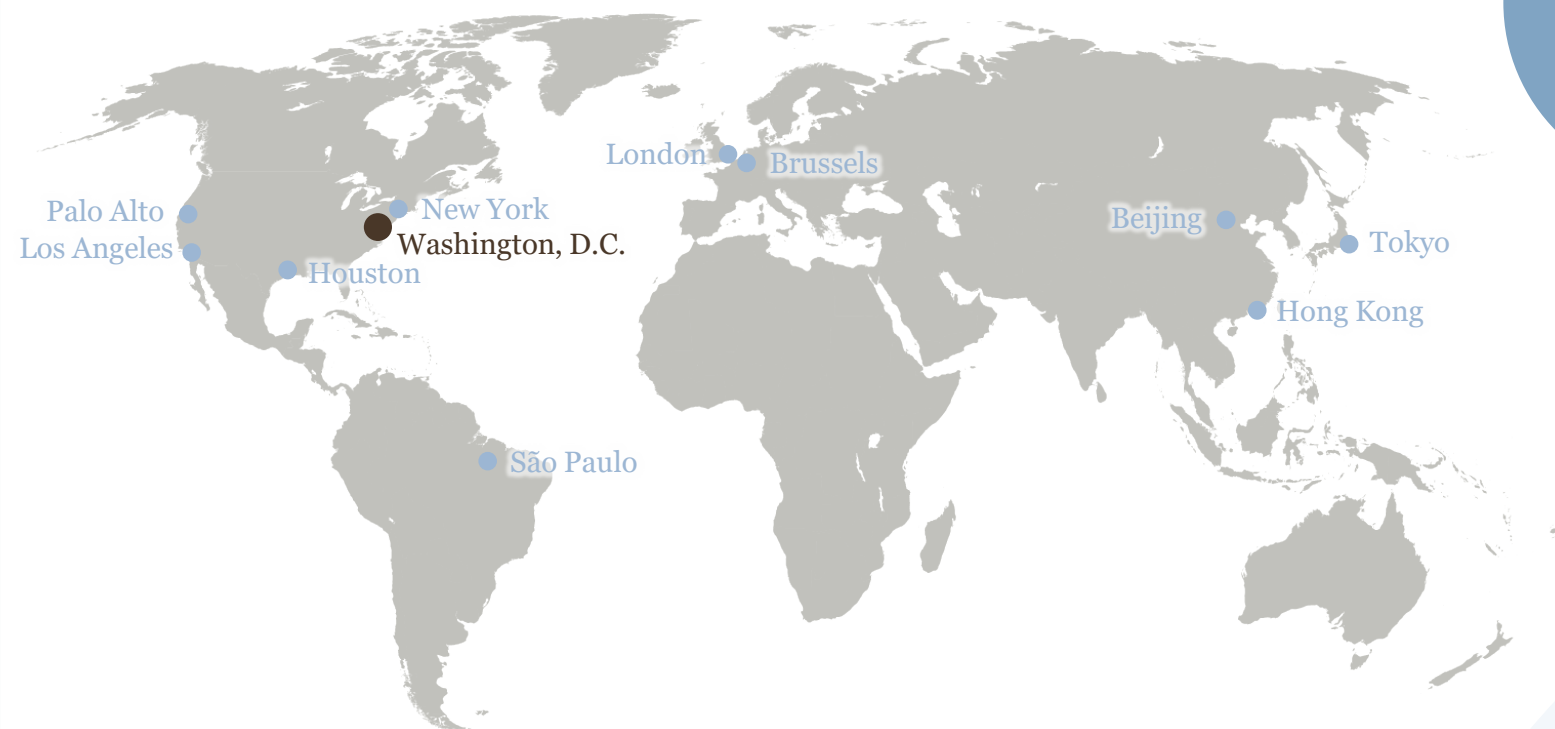 London
Brussels
Palo Alto
New York
Beijing
Los Angeles
Washington, D.C.
Tokyo
Houston
Hong Kong
São Paulo